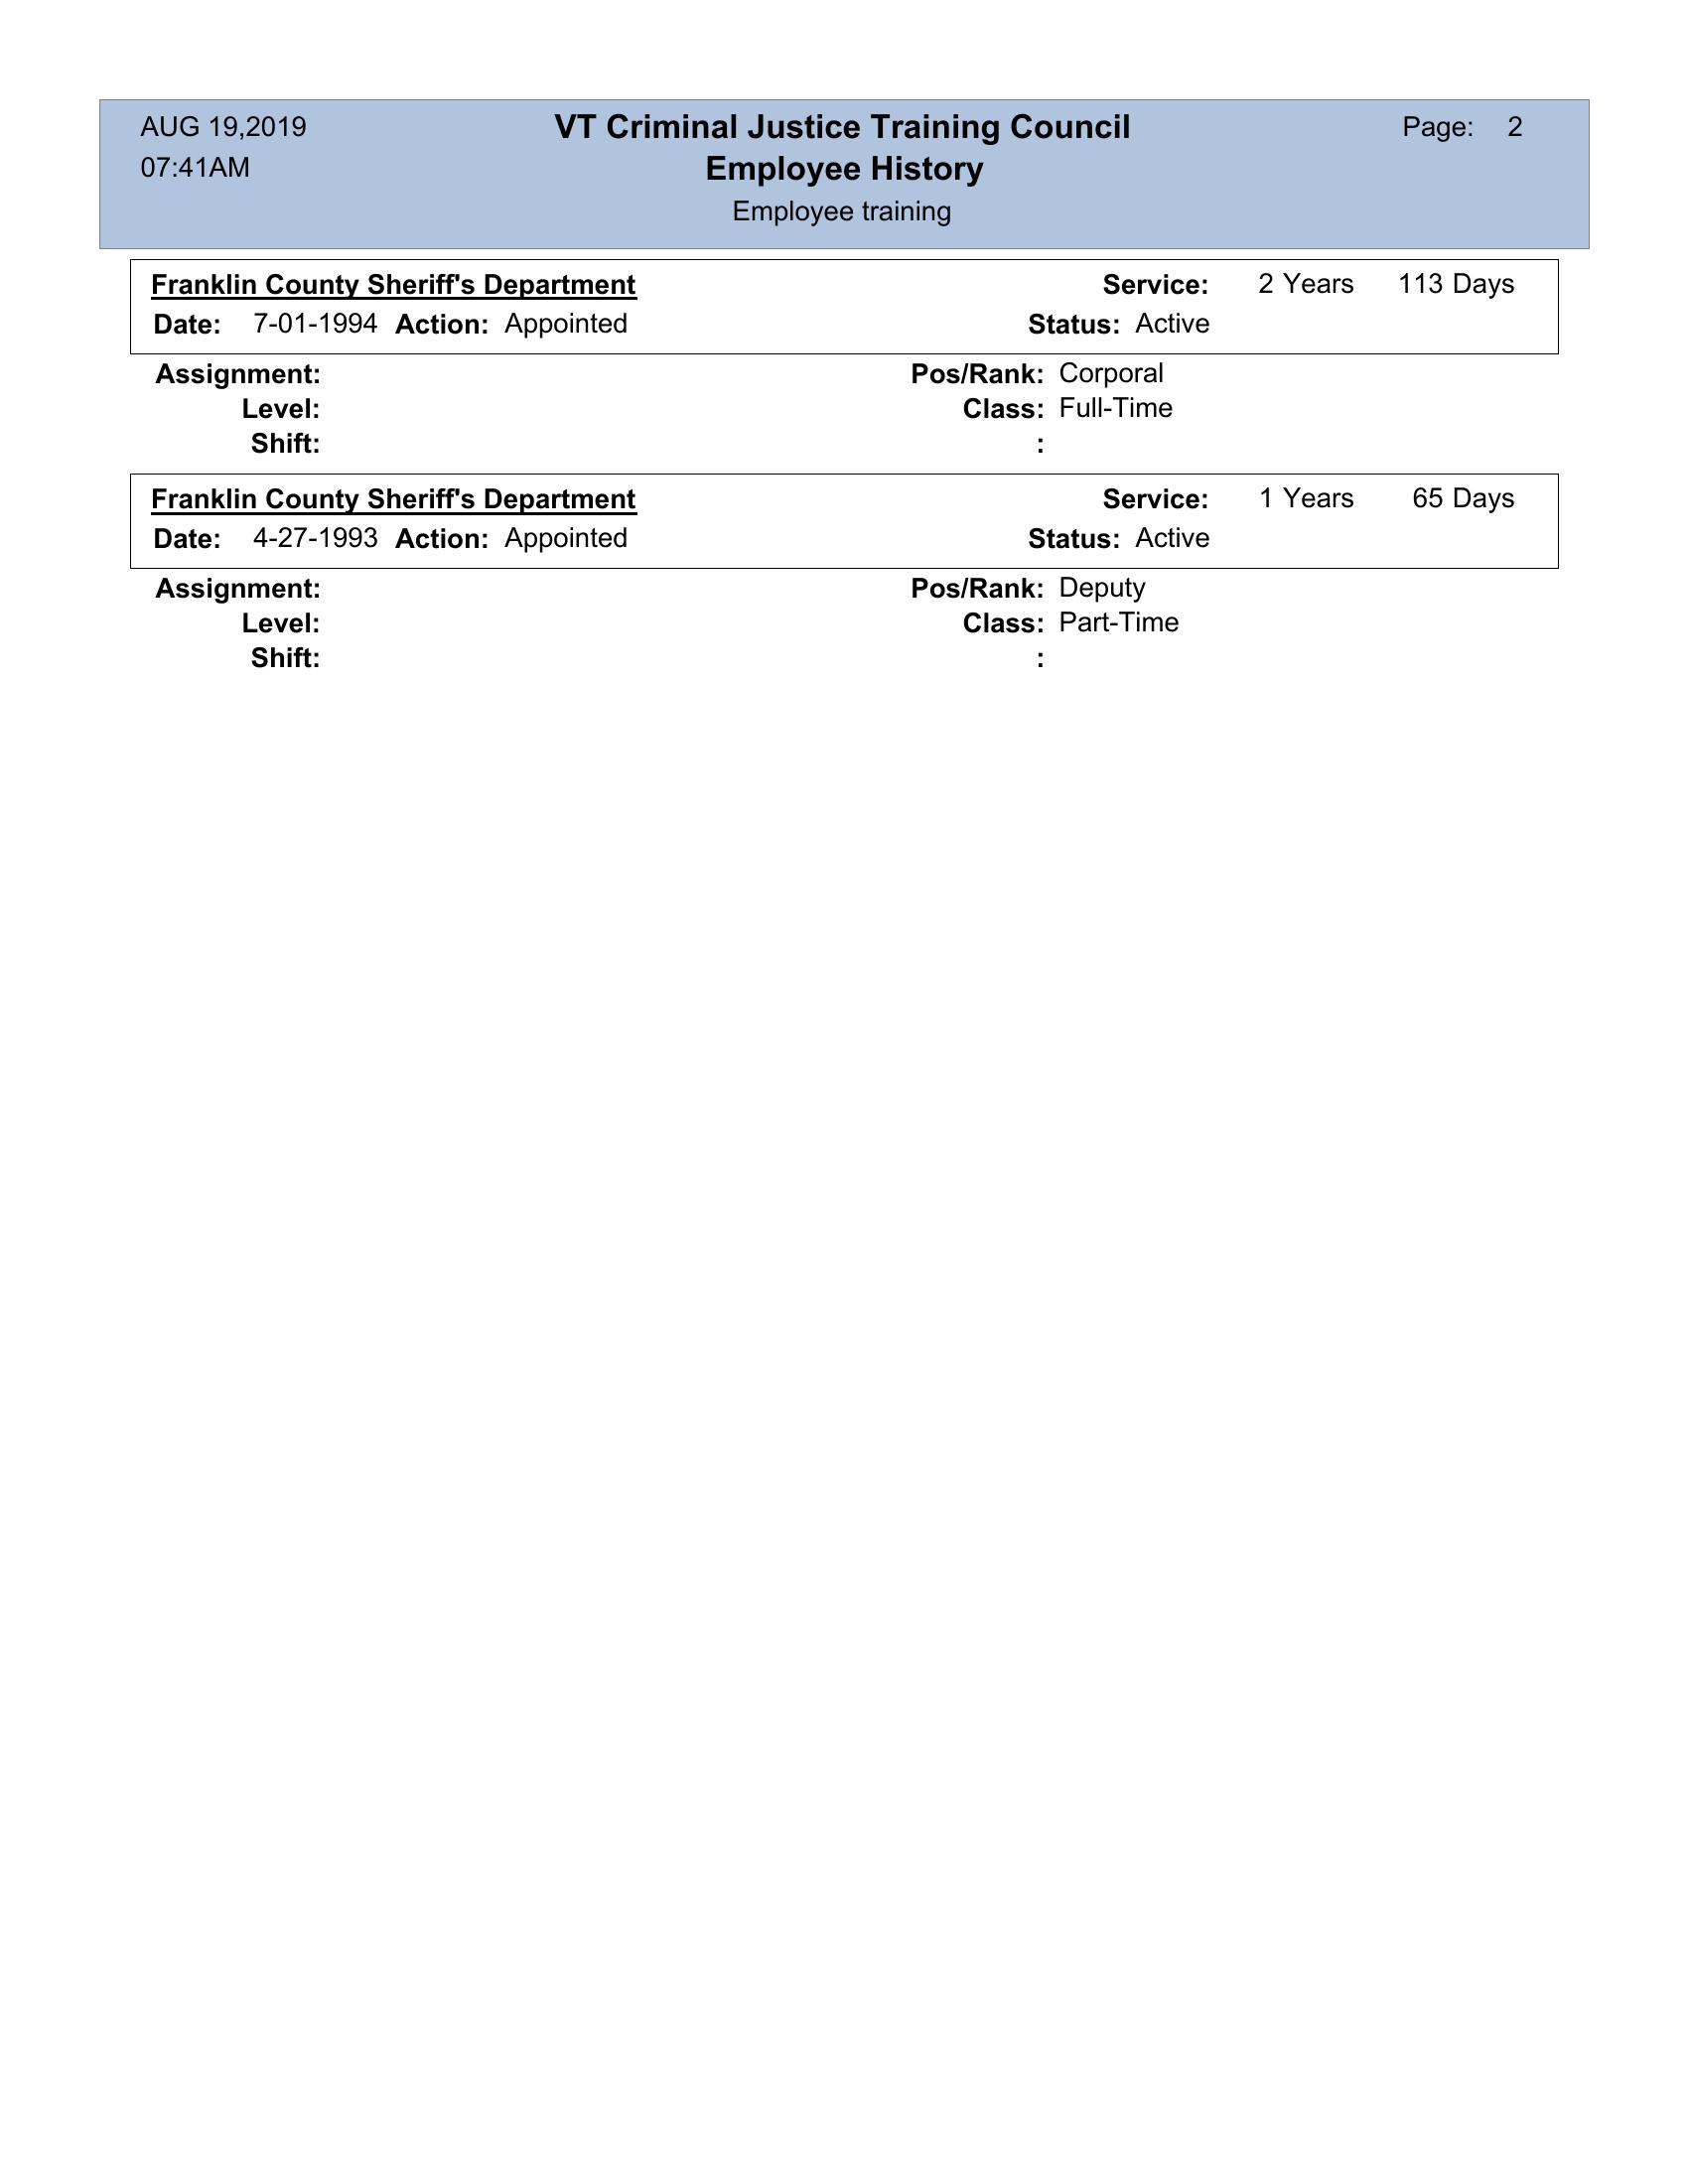 AUG 19,2019 VT Criminal Justice Training Council Page: 2
07:41AM Employee History
Employee training
Franklin County Sheriff's Department Service: 2 Years 113 Days
Date: 7-01-1994 Action: Appointed Status: Active
Assignment: Pos/Rank: Corporal
Level: Class: Full-Time
Shift: :
Franklin County Sheriff's Department Service: 1 Years 65 Days
Date: 4-27-1993 Action: Appointed Status: Active
Assignment: Pos/Rank: Deputy
Level: Class: Part-Time
Shift: :